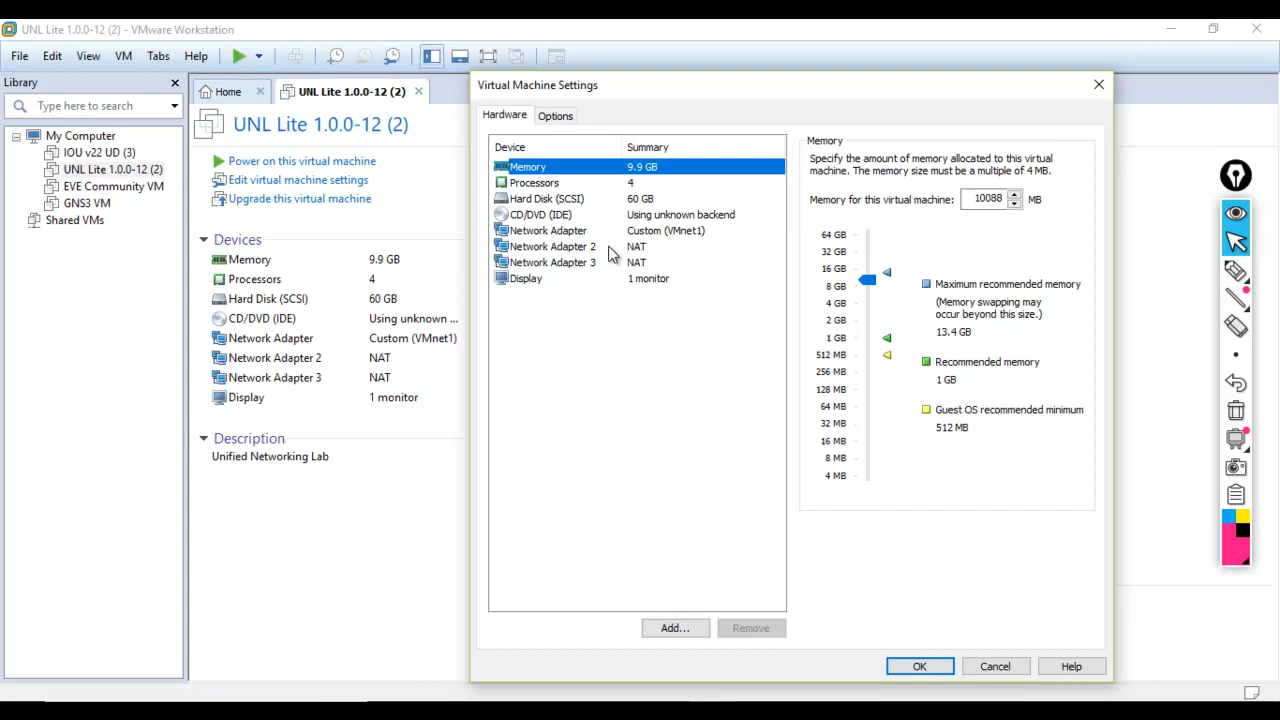 UNL Lite 1.0.0-12 (2) - VMware Workstation
File Edit View VM Tabs Help
Library
Type here to search
My Computer
IOU v22 UD (3)
UNL Lite 1.0.0-12 (2)
EVE Community VM
GNS3 VM
Shared VMs
Home
UNL Lite 1.0.0-12 (2)
UNL Lite 1.0.0-12 (2)
Power on this virtual machine
Edit virtual machine settings
Upgrade this virtual machine
Devices
Memory 9.9 GB
Processors 4
Hard Disk (SCSI) 60 GB
CD/DVD (IDE) Using unknown ...
Network Adapter Custom (VMnet1)
Network Adapter 2 NAT
Network Adapter 3 NAT
Display 1 monitor
Description
Unified Networking Lab
Virtual Machine Settings
Hardware Options
Device Summary
Memory 9.9 GB
Processors 4
Hard Disk (SCSI) 60 GB
CD/DVD (IDE) Using unknown backend
Network Adapter Custom (VMnet1)
Network Adapter 2 NAT
Network Adapter 3 NAT
Display 1 monitor
Add... Remove
Memory
Specify the amount of memory allocated to this virtual
machine. The memory size must be a multiple of 4 MB.
Memory for this virtual machine: 10088 MB
64 GB
32 GB
16 GB
8 GB
4 GB
2 GB
1 GB
512 MB
256 MB
128 MB
64 MB
32 MB
16 MB
8 MB
4 MB
Maximum recommended memory
(Memory swapping may
occur beyond this size.)
13.4 GB
Recommended memory
1 GB
Guest OS recommended minimum
512 MB
OK Cancel Help